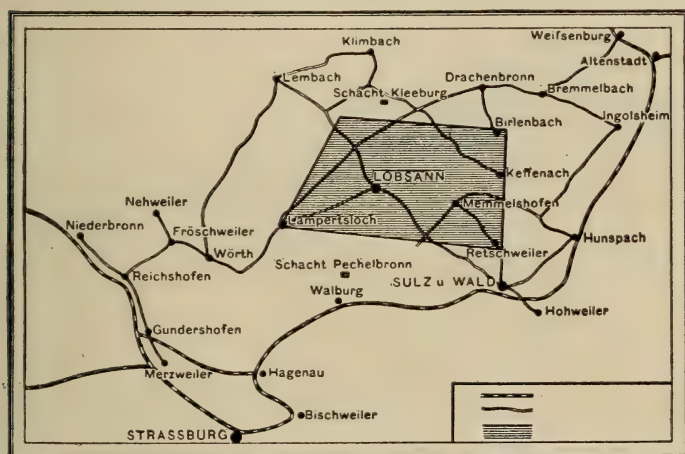 Weifsenburg
Klimbach
Altenstadt
Lembach
Drachenbronn
Schacht Kleeburg
Bremmelbach
Birlenbach
Ingolsheim
Keffenach
LOBSANN
Nehweiler
Memmelshofen
Niederbronn
Fröschweiler
Lampertsloch
Hunspach
Wörth
Retschweiler
Reichshofen
Schacht Pechelbronn
SULZ u WALD
Walburg
Hohweiler
Gundershofen
Merzweiler
Hagenau
Bischweiler
STRASSBURG